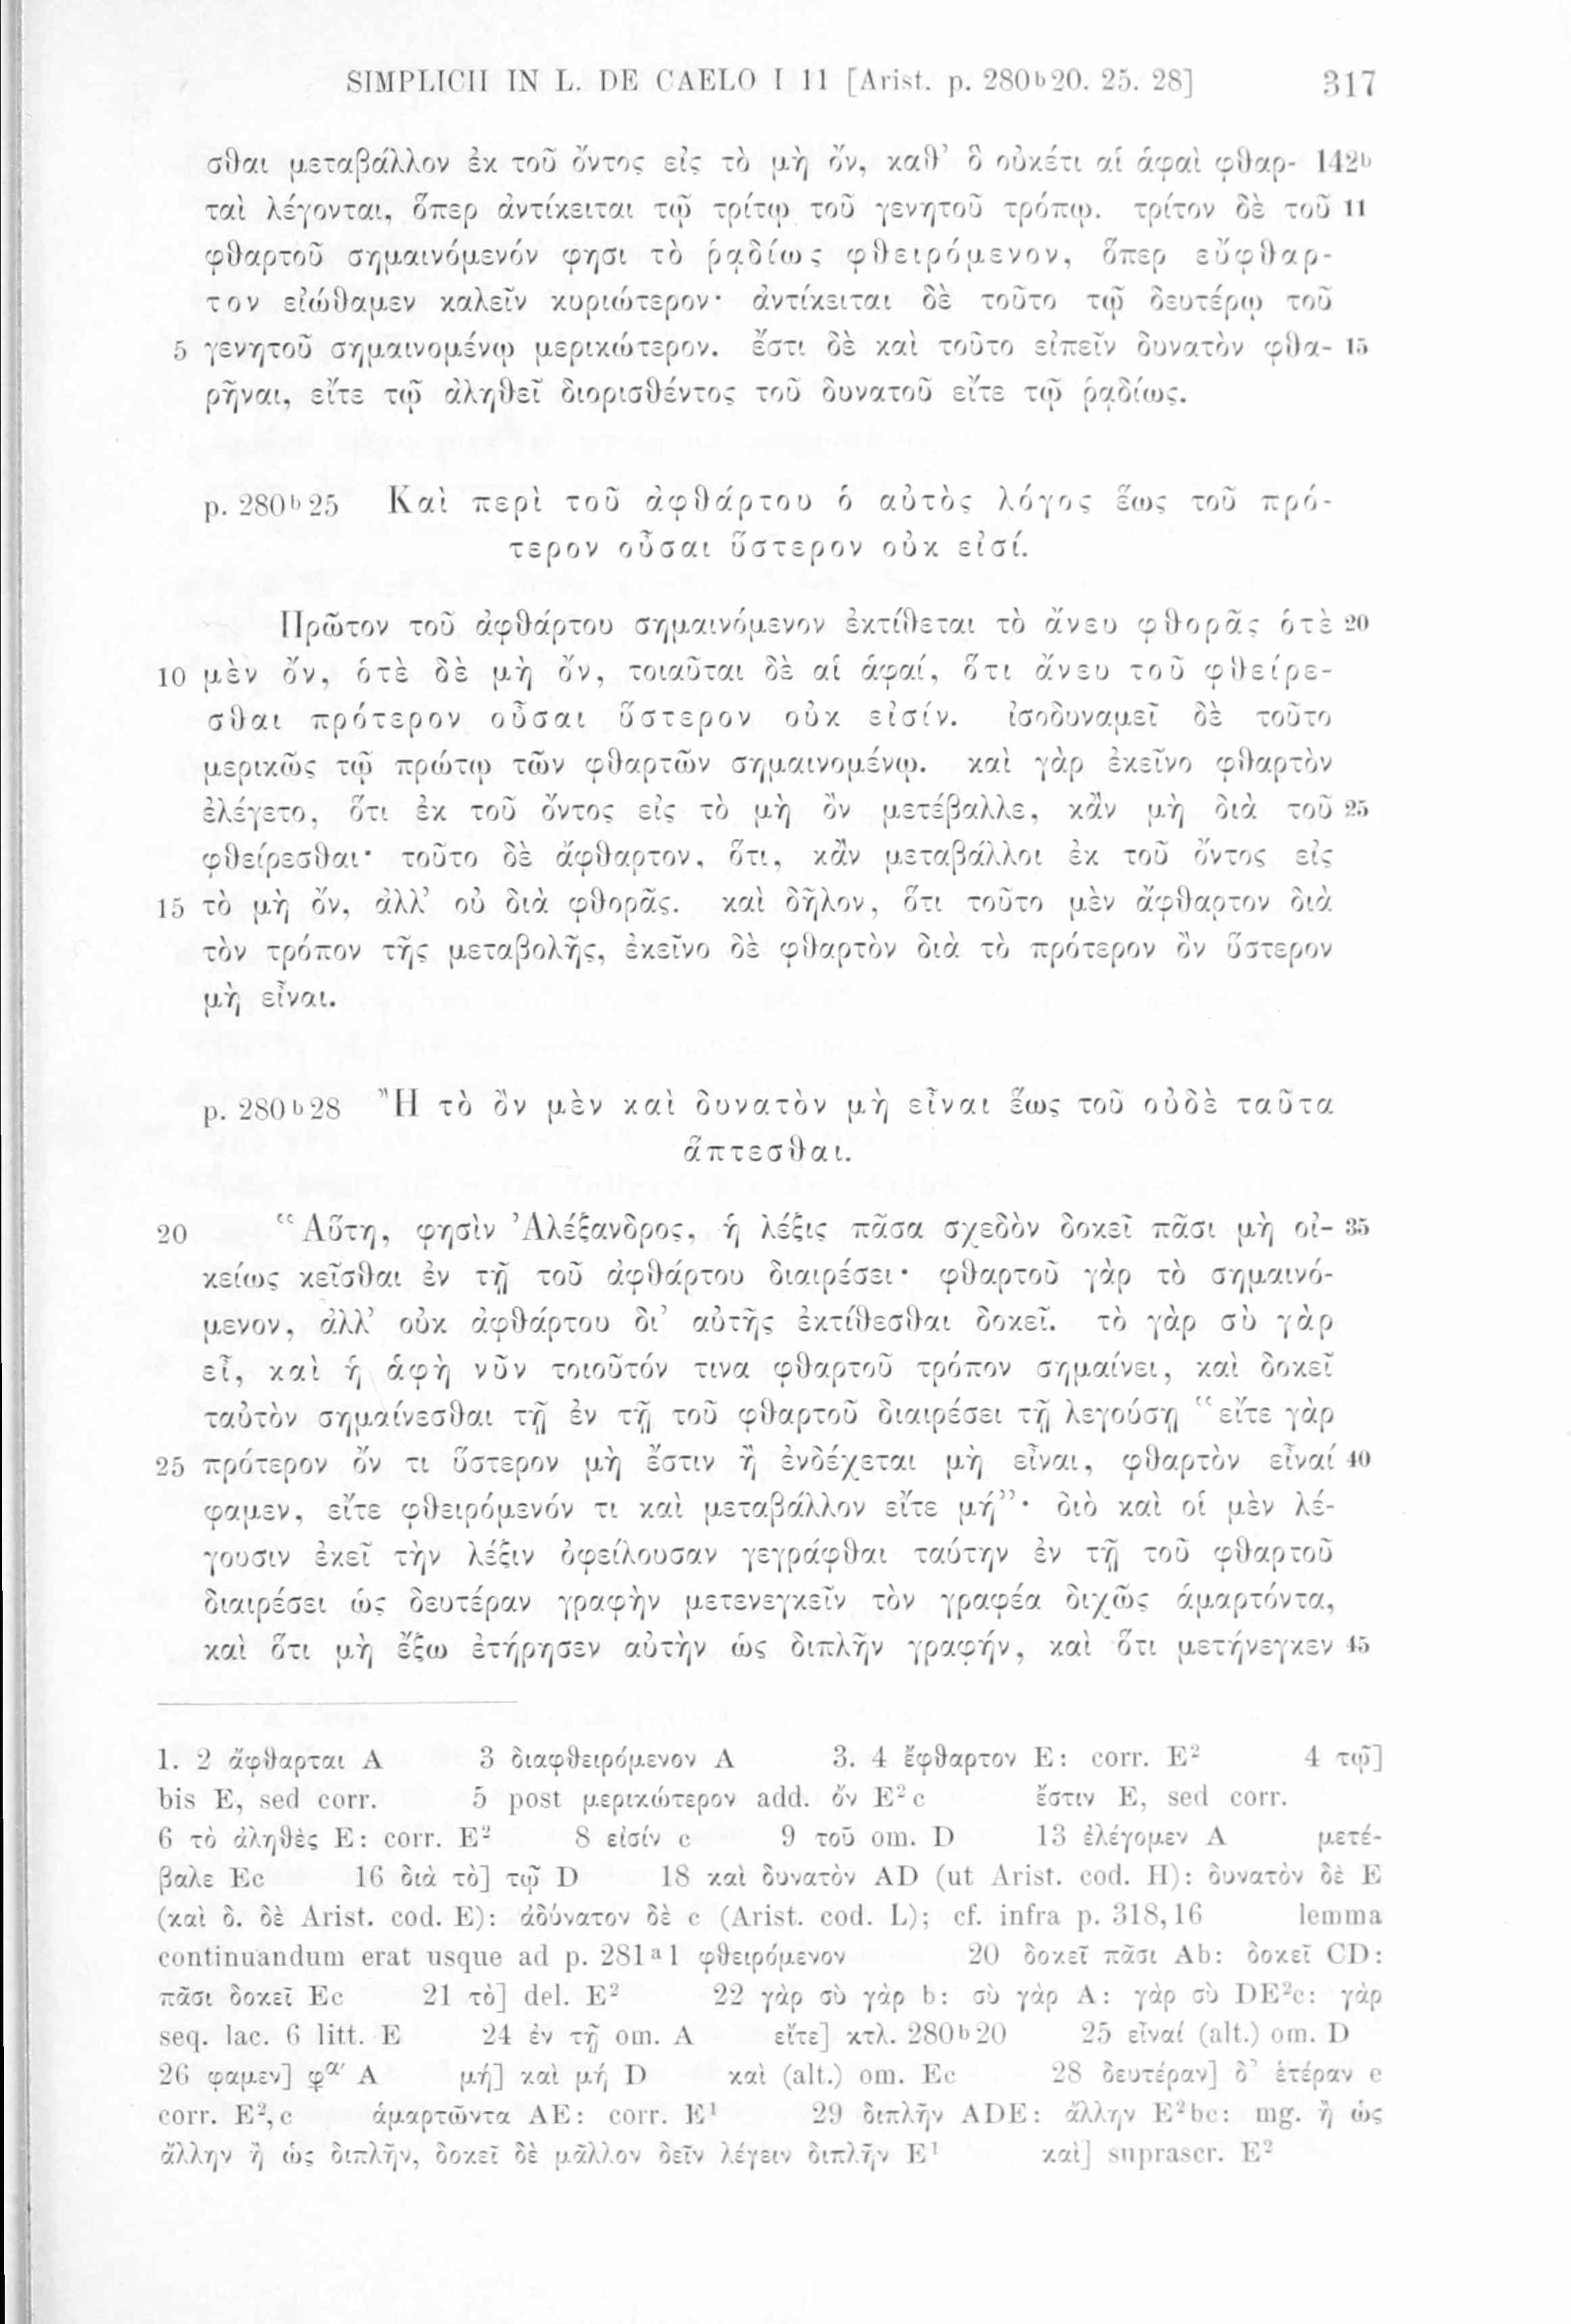 SIMPLICII IN L. DE CAELO I 11 [Arist. p. 280b20. 25. 28] 317
σθαι μεταβάλλον ἐκ τοῦ ὄντος εἰς τὸ μὴ ὄν, καθ’ ὃ οὐκέτι αἱ ἁφαὶ φθαρ- 142b
ταὶ λέγονται, ὅπερ ἀντίκειται τῷ τρίτῳ τοῦ γενητοῦ τρόπῳ. τρίτον δὲ τοῦ 11
φθαρτοῦ σημαινόμενόν φησι τὸ ῥᾳδίως φθειρόμενον, ὅπερ εὔφθαρ-
τον εἰώθαμεν καλεῖν κυριώτερον· ἀντίκειται δὲ τοῦτο τῷ δευτέρῳ τοῦ
5 γενητοῦ σημαινομένῳ μερικώτερον. ἔστι δὲ καὶ τοῦτο εἰπεῖν δυνατὸν φθα- 15
ρῆναι, εἴτε τῷ ἀληθεῖ διορισθέντος τοῦ δυνατοῦ εἴτε τῷ ῥᾳδίως.
p. 280b25 Καὶ περὶ τοῦ ἀφθάρτου ὁ αὐτὸς λόγος ἕως τοῦ πρό-
τερον οὖσαι ὕστερον οὐκ εἰσί.
Πρῶτον τοῦ ἀφθάρτου σημαινόμενον ἐκτίθεται τὸ ἄνευ φθορᾶς ὁτὲ 20
10 μὲν ὄν, ὁτὲ δὲ μὴ ὄν, τοιαῦται δὲ αἱ ἁφαί, ὅτι ἄνευ τοῦ φθείρε-
σθαι πρότερον οὖσαι ὕστερον οὐκ εἰσίν. ἰσοδυναμεῖ δὲ τοῦτο
μερικῶς τῷ πρώτῳ τῶν φθαρτῶν σημαινομένῳ. καὶ γὰρ ἐκεῖνο φθαρτὸν
ἐλέγετο, ὅτι ἐκ τοῦ ὄντος εἰς τὸ μὴ ὂν μετέβαλλε, κἂν μὴ διὰ τοῦ 25
φθείρεσθαι· τοῦτο δὲ ἄφθαρτον, ὅτι, κἂν μεταβάλλοι ἐκ τοῦ ὄντος εἰς
15 τὸ μὴ ὄν, ἀλλ’ οὐ διὰ φθορᾶς. καὶ δῆλον, ὅτι τοῦτο μὲν ἄφθαρτον διὰ
τὸν τρόπον τῆς μεταβολῆς, ἐκεῖνο δὲ φθαρτὸν διὰ τὸ πρότερον ὂν ὕστερον
μὴ εἶναι.
p. 280b28 Ἢ τὸ ὂν μὲν καὶ δυνατὸν μὴ εἶναι ἕως τοῦ οὐδὲ ταῦτα
ἅπτεσθαι.
20 “Αὕτη, φησὶν Ἀλέξανδρος, ἡ λέξις πᾶσα σχεδὸν δοκεῖ πᾶσι μὴ οἰ- 35
κείως κεῖσθαι ἐν τῇ τοῦ ἀφθάρτου διαιρέσει· φθαρτοῦ γὰρ τὸ σημαινό-
μενον, ἀλλ’ οὐκ ἀφθάρτου δι’ αὐτῆς ἐκτίθεσθαι δοκεῖ. τὸ γὰρ σὺ γὰρ
εἶ, καὶ ἡ ἁφὴ νῦν τοιοῦτόν τινα φθαρτοῦ τρόπον σημαίνει, καὶ δοκεῖ
ταὐτὸν σημαίνεσθαι τῇ ἐν τῇ τοῦ φθαρτοῦ διαιρέσει τῇ λεγούσῃ “εἴτε γὰρ
25 πρότερον ὄν τι ὕστερον μὴ ἔστιν ἢ ἐνδέχεται μὴ εἶναι, φθαρτὸν εἶναί 40
φαμεν, εἴτε φθειρόμενόν τι καὶ μεταβάλλον εἴτε μή”· διὸ καὶ οἱ μὲν λέ-
γουσιν ἐκεῖ τὴν λέξιν ὀφείλουσαν γεγράφθαι ταύτην ἐν τῇ τοῦ φθαρτοῦ
διαιρέσει ὡς δευτέραν γραφὴν μετενεγκεῖν τὸν γραφέα διχῶς ἁμαρτόντα,
καὶ ὅτι μὴ ἔξω ἐτήρησεν αὐτὴν ὡς διπλῆν γραφήν, καὶ ὅτι μετήνεγκεν 45
1. 2 ἄφθαρται A 3 διαφθειρόμενον A 3. 4 ἔφθαρτον E: corr. E² 4 τῷ]
bis E, sed corr. 5 post μερικώτερον add. ὄν E²c ἔστιν E, sed corr.
6 τὸ ἀληθὲς E: corr. E² 8 εἰσίν c 9 τοῦ om. D 13 ἐλέγομεν A μετέ-
βαλε Ec 16 διὰ τὸ] τῷ D 18 καὶ δυνατὸν AD (ut Arist. cod. H): δυνατὸν δὲ E
(καὶ δ. δὲ Arist. cod. E): ἀδύνατον δὲ c (Arist. cod. L); cf. infra p. 318,16 lemma
continuandum erat usque ad p. 281a1 φθειρόμενον 20 δοκεῖ πᾶσι Ab: δοκεῖ CD:
πᾶσι δοκεῖ Ec 21 τὸ] del. E² 22 γὰρ σὺ γὰρ b: σὺ γὰρ A: γὰρ σὺ DE²c: γὰρ
seq. lac. 6 litt. E 24 ἐν τῇ om. A εἴτε] κτλ. 280b20 25 εἶναί (alt.) om. D
26 φαμεν] φα′ A μή] καὶ μή D καὶ (alt.) om. Ec 28 δευτέραν] δ’ ἑτέραν e
corr. E², c ἁμαρτῶντα AE: corr. E¹ 29 διπλῆν ADE: ἄλλην E²bc: mg. ἢ ὡς
ἄλλην ἢ ὡς διπλῆν, δοκεῖ δὲ μᾶλλον δεῖν λέγειν διπλῆν E¹ καὶ] suprascr. E²